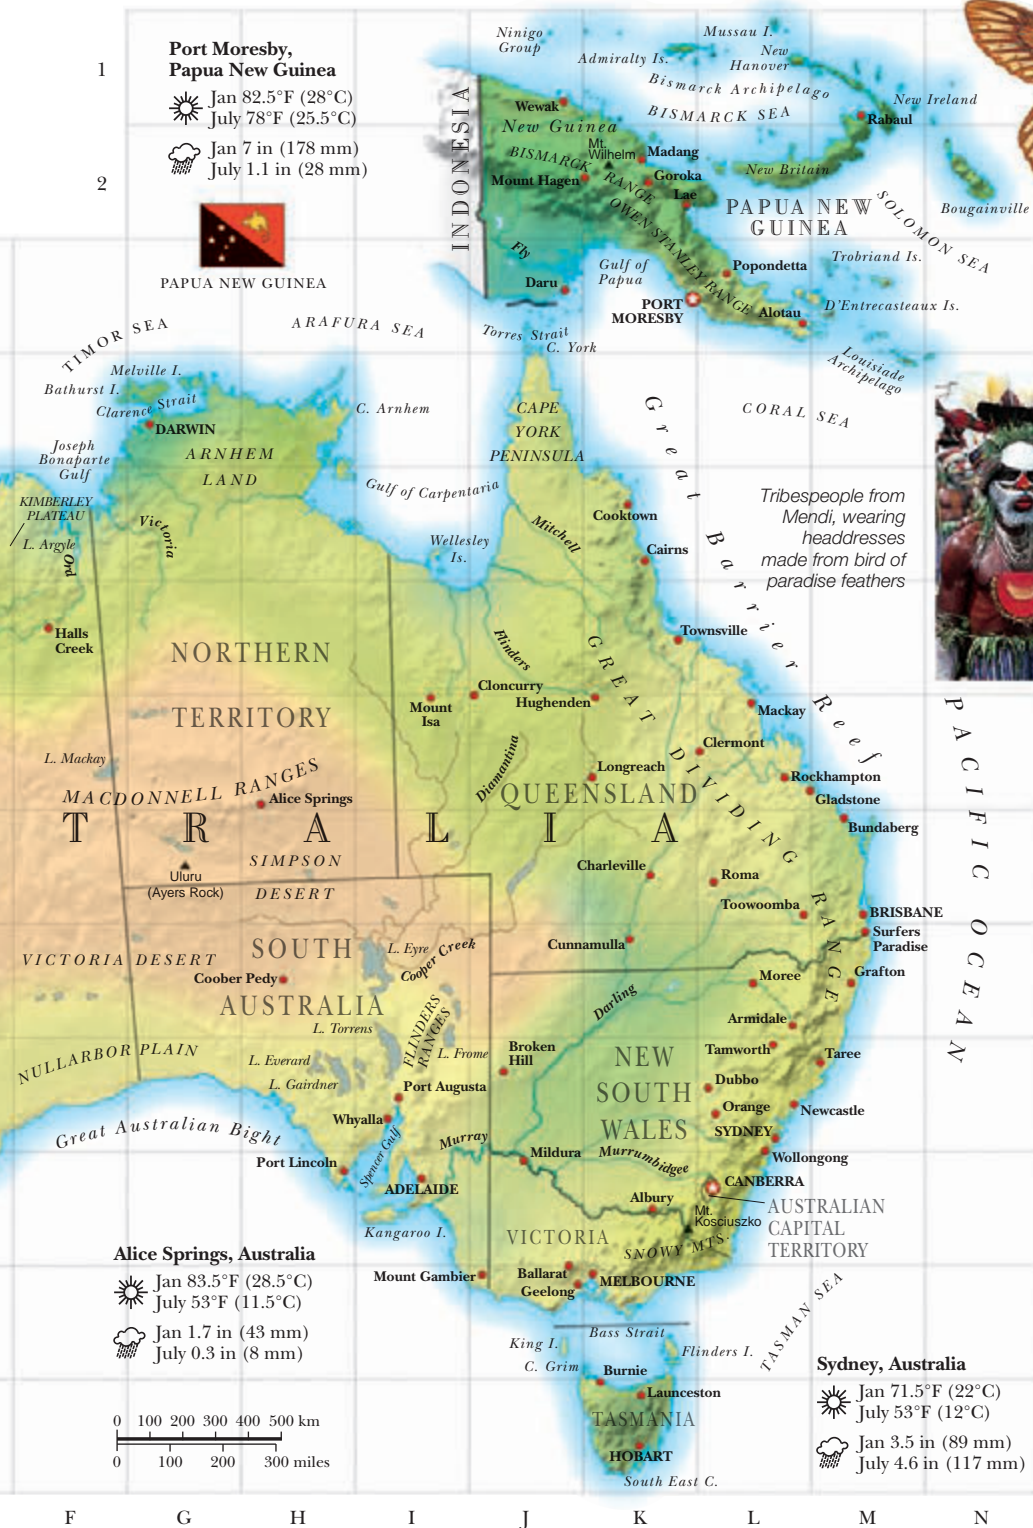 1
2
Port Moresby,
Papua New Guinea
Jan 82.5°F (28°C)
July 78°F (25.5°C)
Jan 7 in (178 mm)
July 1.1 in (28 mm)
PAPUA NEW GUINEA
Ninigo
Group
Mussau I.
New
Hanover
Admiralty Is.
Bismarck Archipelago
BISMARCK SEA
New Ireland
Rabaul
INDONESIA
Wewak
New Guinea
Mt.
Wilhelm
Madang
BISMARCK RANGE
Goroka
Mount Hagen
Lae
New Britain
PAPUA NEW
GUINEA
SOLOMON SEA
Bougainville
OWEN STANLEY RANGE
Fly
Daru
Gulf of
Papua
Popondetta
Trobriand Is.
PORT
MORESBY
Alotau
D'Entrecasteaux Is.
Louisiade
Archipelago
TIMOR SEA
ARAFURA SEA
Torres Strait
C. York
Melville I.
Bathurst I.
Clarence Strait
DARWIN
C. Arnhem
CAPE
YORK
PENINSULA
CORAL SEA
Great Barrier Reef
Joseph
Bonaparte
Gulf
ARNHEM
LAND
Gulf of Carpentaria
KIMBERLEY
PLATEAU
L. Argyle
Ord
Victoria
Wellesley
Is.
Mitchell
Cooktown
Cairns
Tribespeople from
Mendi, wearing
headdresses
made from bird of
paradise feathers
Halls
Creek
NORTHERN
TERRITORY
Flinders
Townsville
GREAT DIVIDING RANGE
Cloncurry
Mount
Isa
Hughenden
Mackay
PACIFIC OCEAN
L. Mackay
Diamantina
Clermont
Longreach
Rockhampton
MACDONNELL RANGES
Alice Springs
QUEENSLAND
Gladstone
T R A L I A
Bundaberg
Uluru
(Ayers Rock)
SIMPSON
DESERT
Charleville
Roma
Toowoomba
BRISBANE
Surfers
Paradise
SOUTH
AUSTRALIA
L. Eyre
Cooper Creek
Cunnamulla
VICTORIA DESERT
Coober Pedy
Moree
Grafton
Darling
L. Torrens
FLINDERS
RANGES
Armidale
NULLARBOR PLAIN
L. Everard
L. Frome
Broken
Hill
NEW
SOUTH
WALES
Tamworth
Taree
L. Gairdner
Port Augusta
Dubbo
Whyalla
Orange
Newcastle
SYDNEY
Great Australian Bight
Port Lincoln
Spencer Gulf
Murray
Mildura
Murrumbidgee
Wollongong
ADELAIDE
CANBERRA
Albury
Mt.
Kosciuszko
AUSTRALIAN
CAPITAL
TERRITORY
Kangaroo I.
VICTORIA
SNOWY MTS.
Alice Springs, Australia
Jan 83.5°F (28.5°C)
July 53°F (11.5°C)
Jan 1.7 in (43 mm)
July 0.3 in (8 mm)
Mount Gambier
Ballarat
Geelong
MELBOURNE
TASMAN SEA
King I.
Bass Strait
Flinders I.
C. Grim
Burnie
Launceston
TASMANIA
HOBART
South East C.
Sydney, Australia
Jan 71.5°F (22°C)
July 53°F (12°C)
Jan 3.5 in (89 mm)
July 4.6 in (117 mm)
0 100 200 300 400 500 km
0 100 200 300 miles
F G H I J K L M N